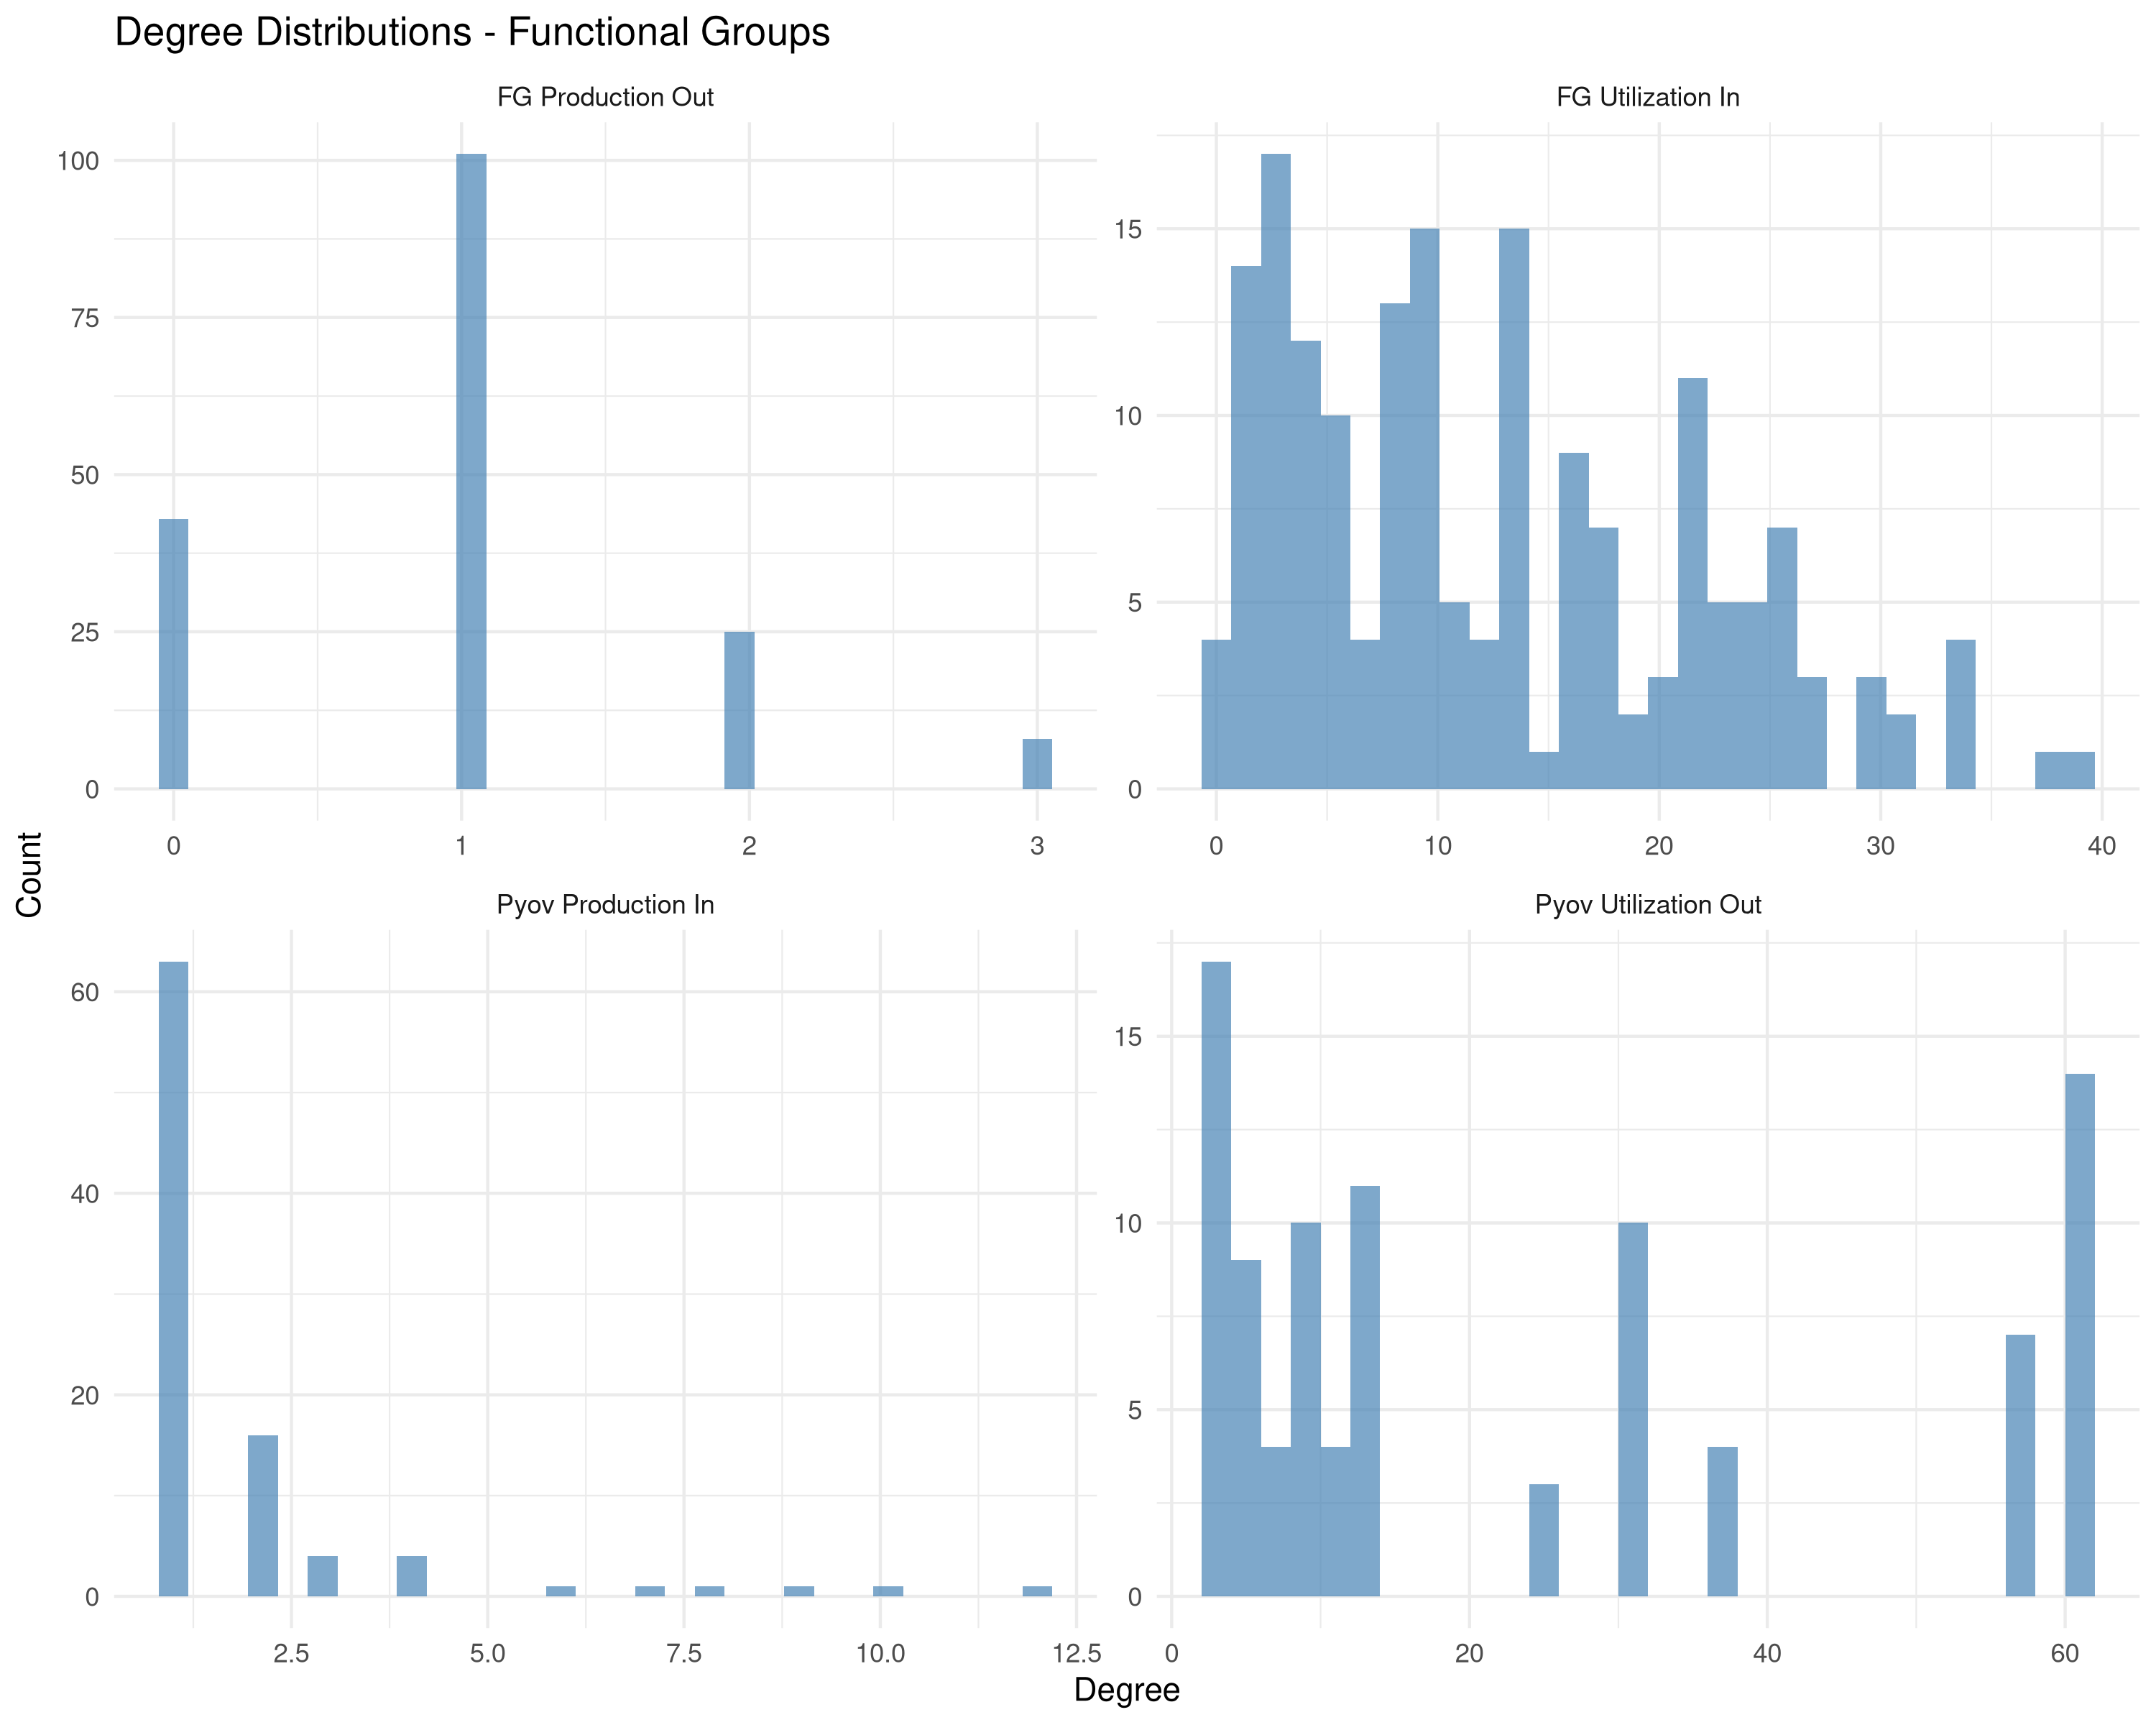 Degree Distributions - Functional Groups
FG Production Out
FG Utilization In
100
75
50
25
0
15
10
5
0
0 1 2 3
0 10 20 30 40
Count
Pyov Production In
Pyov Utilization Out
60
40
20
0
15
10
5
0
2.5 5.0 7.5 10.0 12.5
0 20 40 60
Degree